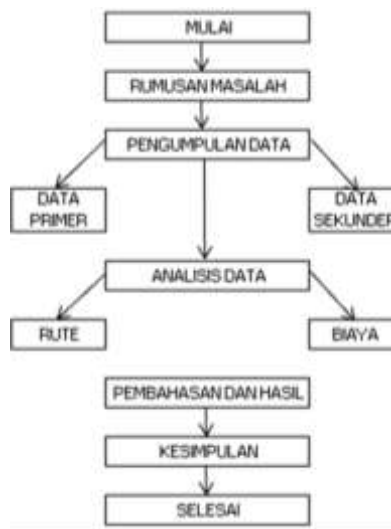 MULAI
RUMUSAN MASALAH
PENGUMPULAN DATA
DATA
PRIMER
DATA
SEKUNDER
ANALISIS DATA
RUTE
BIAYA
PEMBAHASAN DAN HASIL
KESIMPULAN
SELESAI